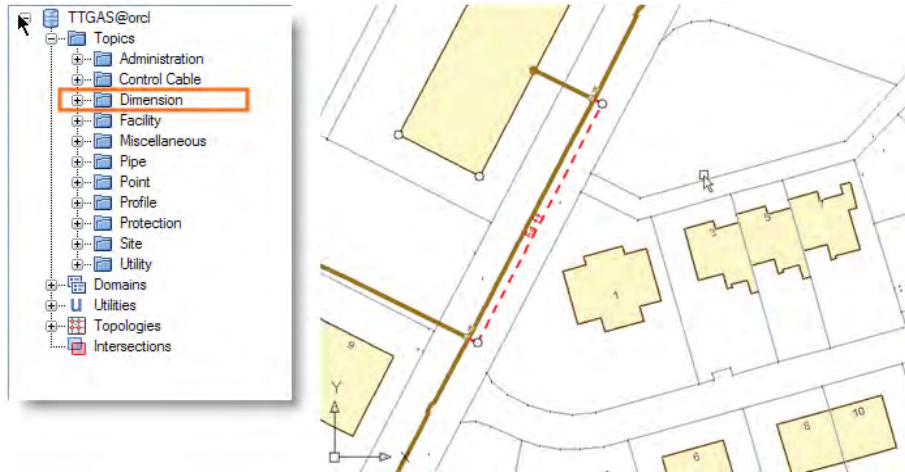 TTGAS@orcl
Topics
Administration
Control Cable
Dimension
Facility
Miscellaneous
Pipe
Point
Profile
Protection
Site
Utility
Domains
Utilities
Topologies
Intersections
3
5
1
9
Y
X
8
10
6